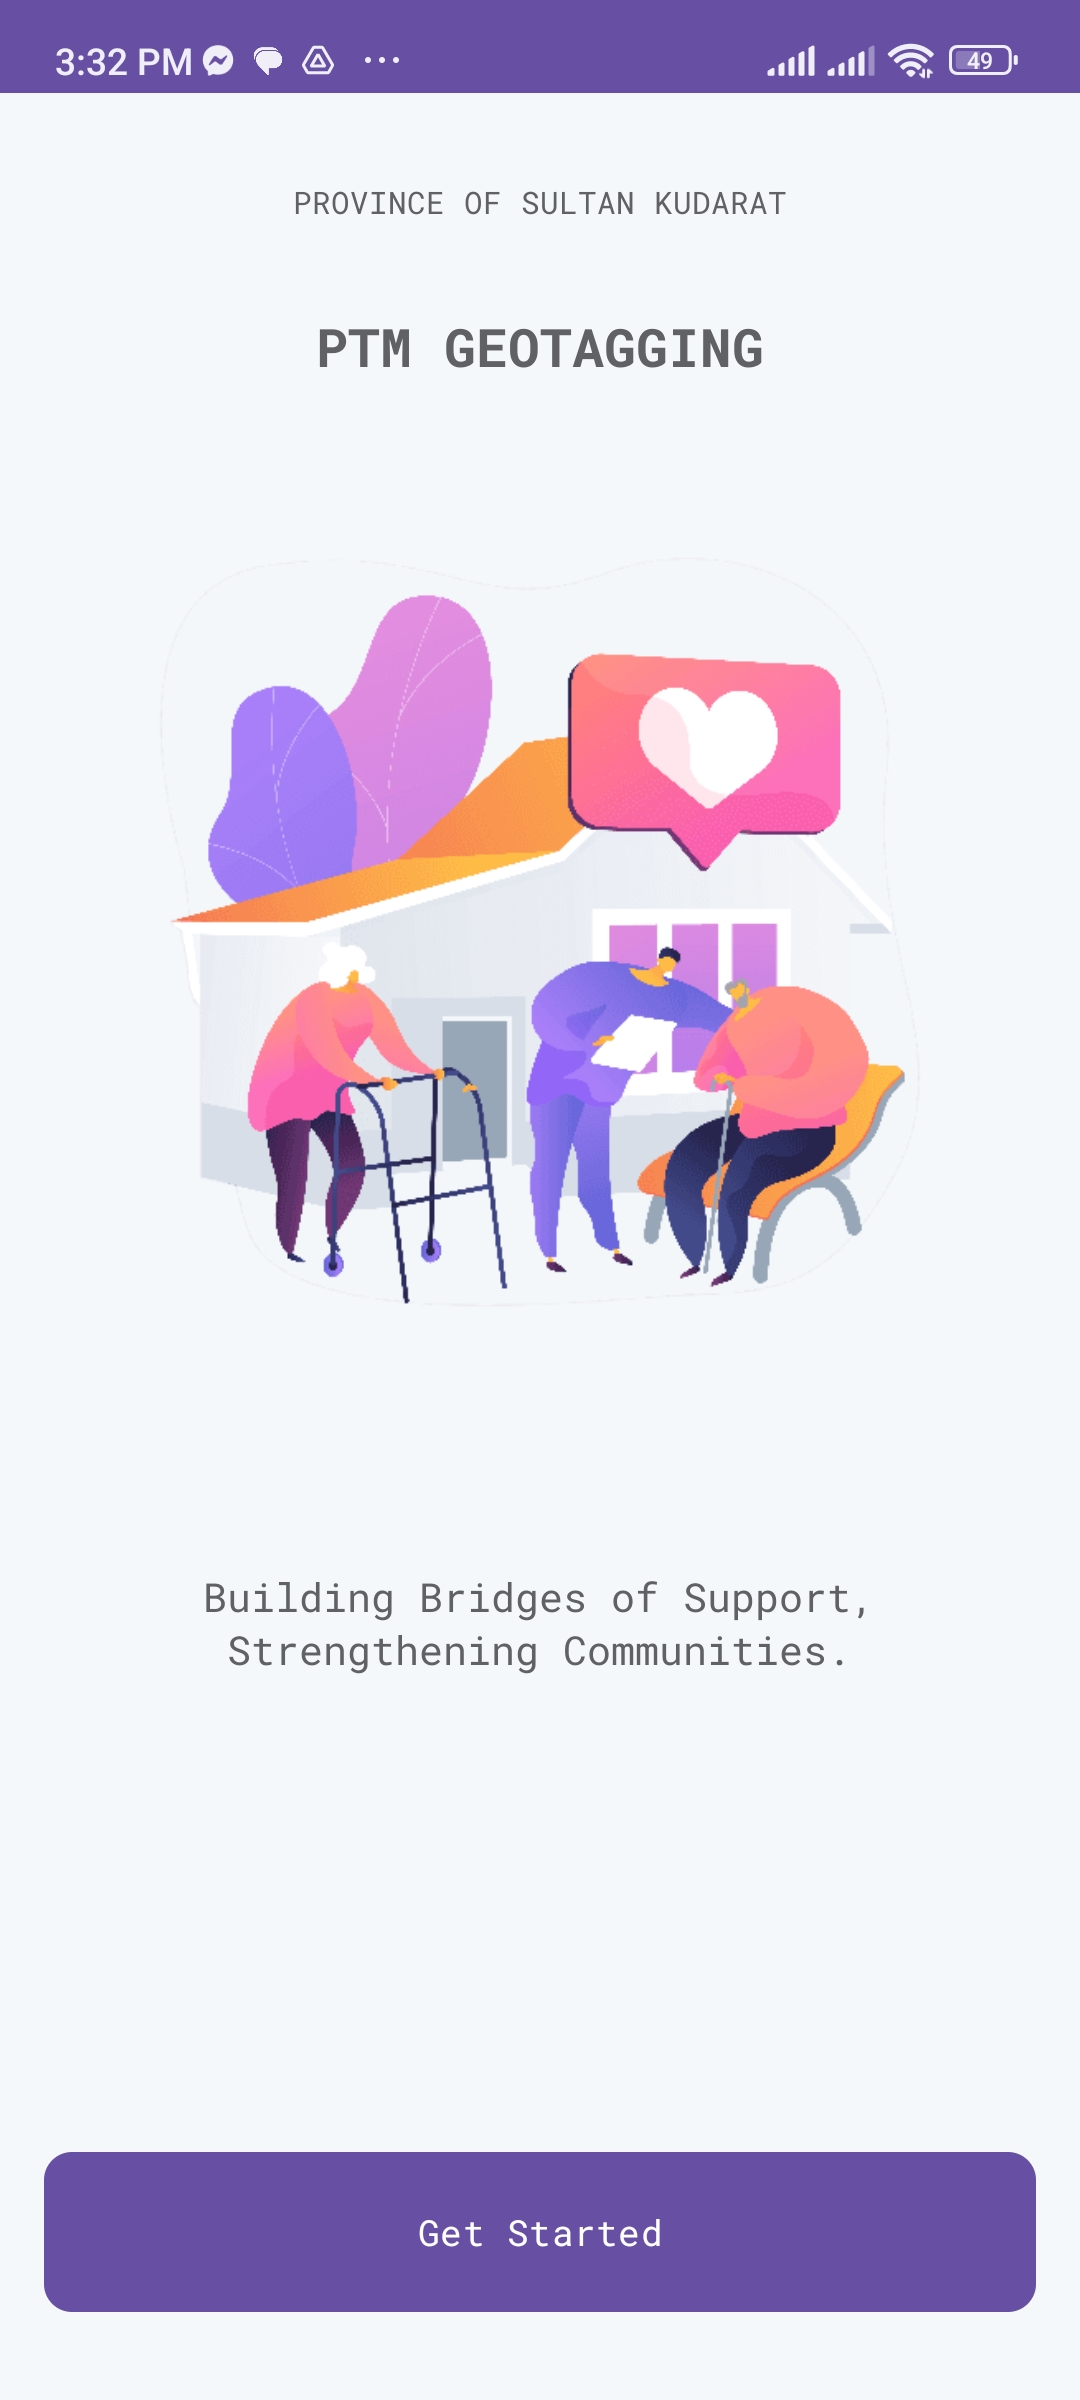 3:32 PM
49
PROVINCE OF SULTAN KUDARAT
PTM GEOTAGGING
Building Bridges of Support,
Strengthening Communities.
Get Started